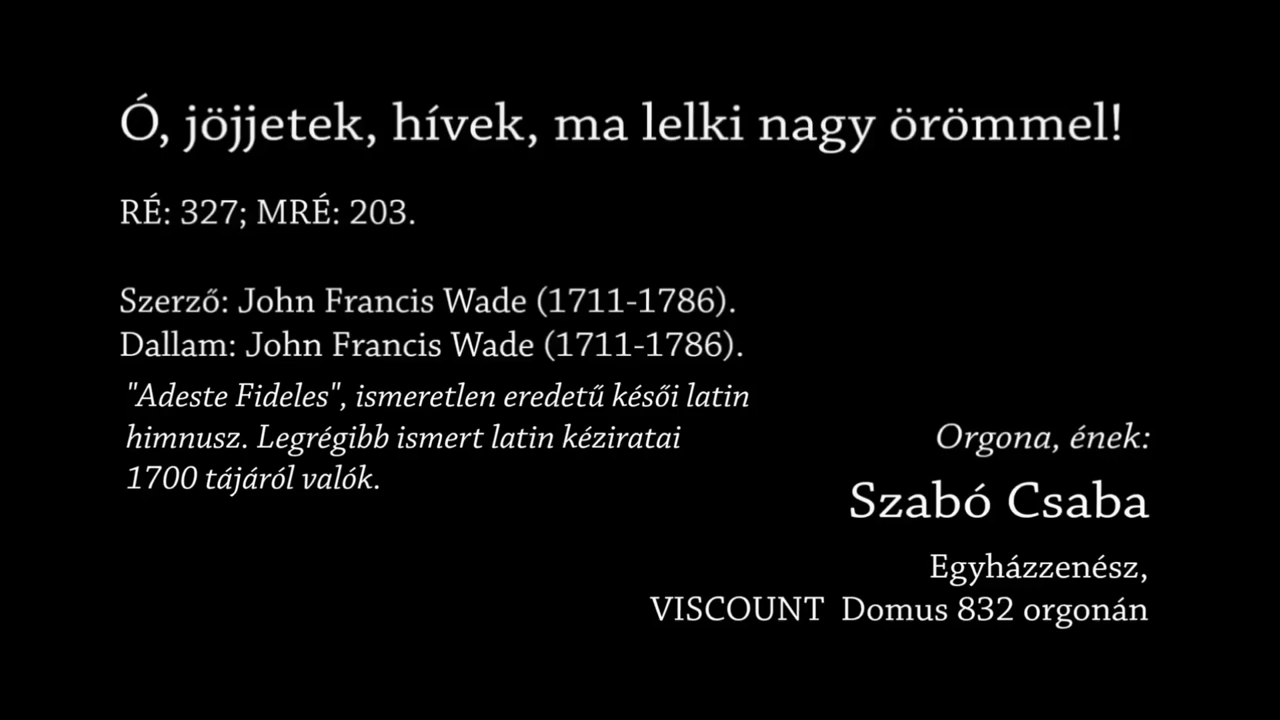 Ó, jöjjetek, hívek, ma lelki nagy örömmel!
RÉ: 327; MRÉ: 203.
Szerző: John Francis Wade (1711-1786).
Dallam: John Francis Wade (1711-1786).
"Adeste Fideles", ismeretlen eredetű késői latin
himnusz. Legrégibb ismert latin kéziratai
1700 tájáról valók.
Orgona, ének:
Szabó Csaba
Egyházzenész,
VISCOUNT Domus 832 orgonán